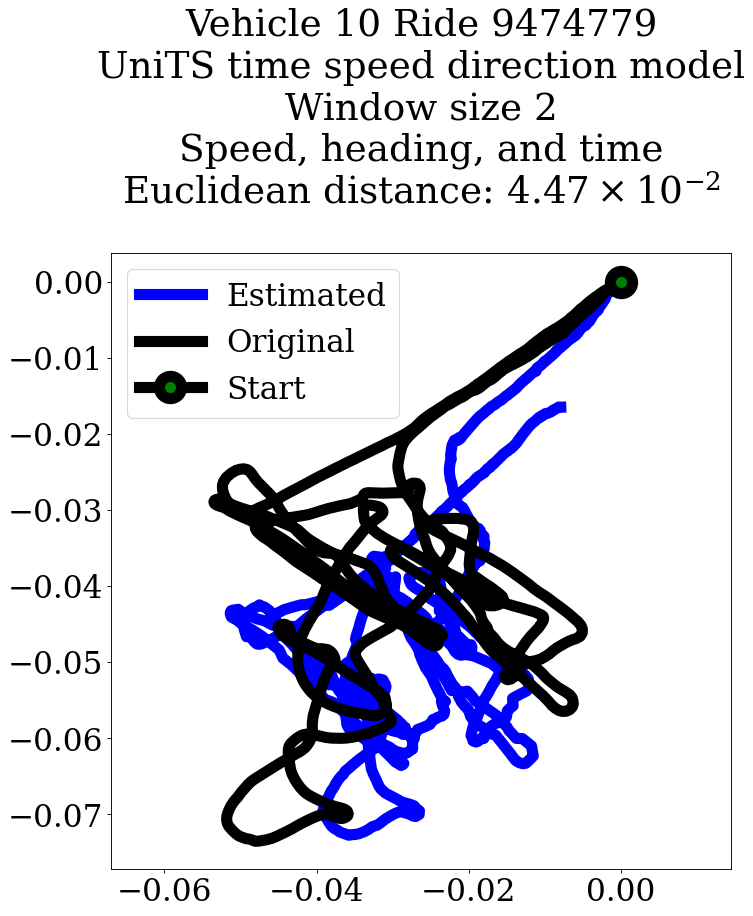 Vehicle 10 Ride 9474779
UniTS time speed direction model
Window size 2
Speed, heading, and time
Euclidean distance: 4.47 × 10⁻²
Estimated
Original
Start
0.00
−0.01
−0.02
−0.03
−0.04
−0.05
−0.06
−0.07
−0.06 −0.04 −0.02 0.00